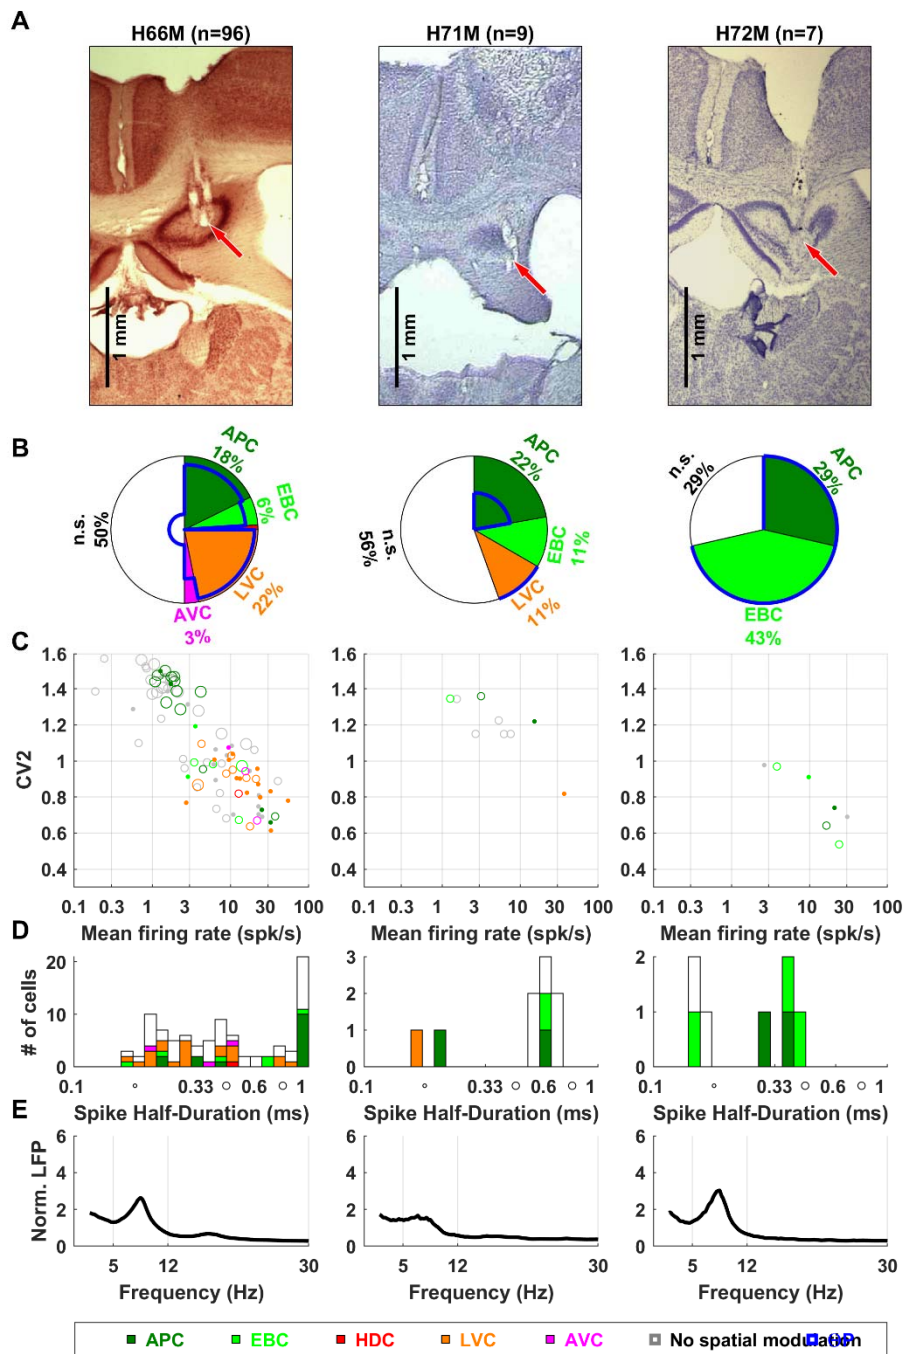 A
H66M (n=96) H71M (n=9) H72M (n=7)
1 mm 1 mm 1 mm
B
APC 18% EBC 6% LVC 22% AVC 3% n.s. 50%
APC 22% EBC 11% LVC 11% n.s. 56%
APC 29% EBC 43% n.s. 29%
C
CV2
1.6 1.4 1.2 1 0.8 0.6 0.4
1.6 1.4 1.2 1 0.8 0.6 0.4
1.6 1.4 1.2 1 0.8 0.6 0.4
0.1 0.3 1 3 10 30 100 0.1 0.3 1 3 10 30 100 0.1 0.3 1 3 10 30 100
Mean firing rate (spk/s) Mean firing rate (spk/s) Mean firing rate (spk/s)
D
# of cells
20 10 0
3 2 1 0
2 1 0
0.1 0.33 0.6 1 0.1 0.33 0.6 1 0.1 0.33 0.6 1
Spike Half-Duration (ms) Spike Half-Duration (ms) Spike Half-Duration (ms)
E
Norm. LFP
6 4 2 0
6 4 2 0
6 4 2 0
5 12 30 5 12 30 5 12 30
Frequency (Hz) Frequency (Hz) Frequency (Hz)
APC EBC HDC LVC AVC No spatial modulation